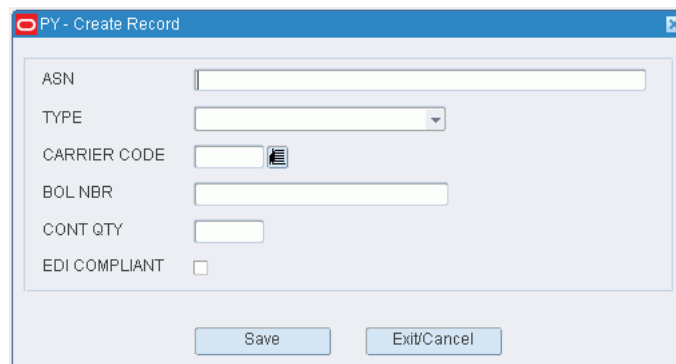 PY - Create Record
ASN
TYPE
CARRIER CODE
BOL NBR
CONT QTY
EDI COMPLIANT
Save Exit/Cancel